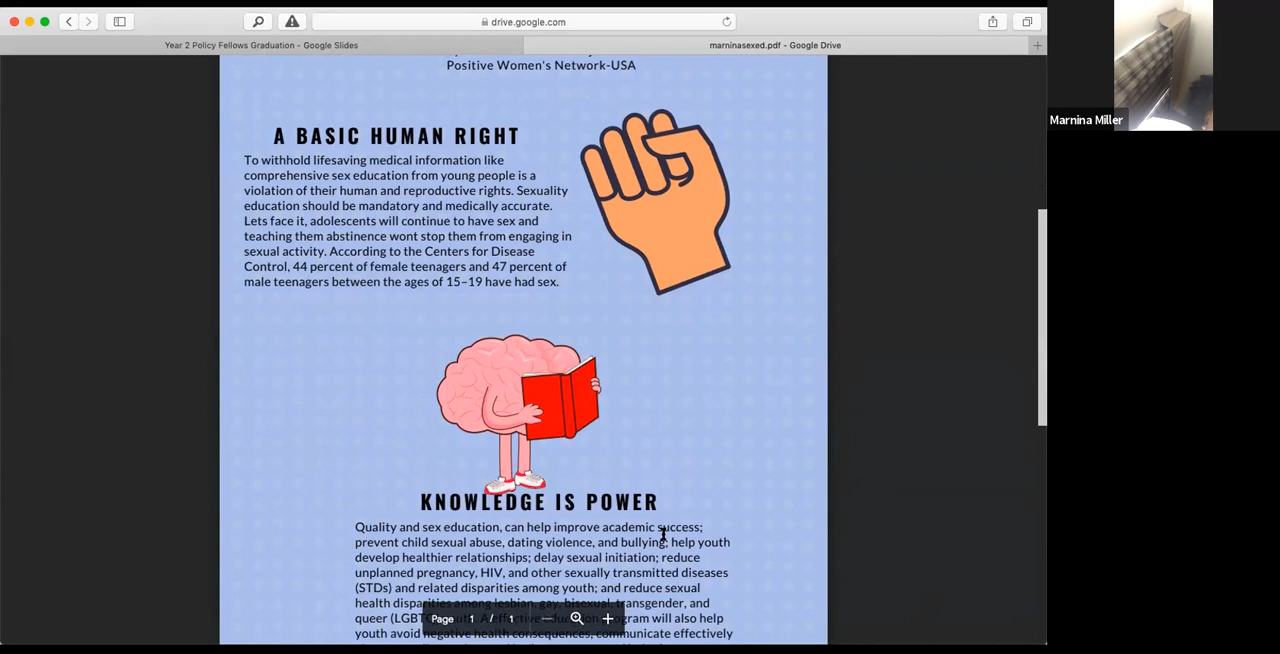 drive.google.com
Year 2 Policy Fellows Graduation - Google Slides
marninasexed.pdf - Google Drive
Positive Women's Network-USA
Marnina Miller
A BASIC HUMAN RIGHT
To withhold lifesaving medical information like
comprehensive sex education from young people is a
violation of their human and reproductive rights. Sexuality
education should be mandatory and medically accurate.
Lets face it, adolescents will continue to have sex and
teaching them abstinence wont stop them from engaging in
sexual activity. According to the Centers for Disease
Control, 44 percent of female teenagers and 47 percent of
male teenagers between the ages of 15–19 have had sex.
KNOWLEDGE IS POWER
Quality and sex education, can help improve academic success;
prevent child sexual abuse, dating violence, and bullying; help youth
develop healthier relationships; delay sexual initiation; reduce
unplanned pregnancy, HIV, and other sexually transmitted diseases
(STDs) and related disparities among youth; and reduce sexual
health disparities among lesbian, gay, bisexual, transgender, and
queer will also help
Page 1 / 1
youth avoid negative health consequences, communicate effectively